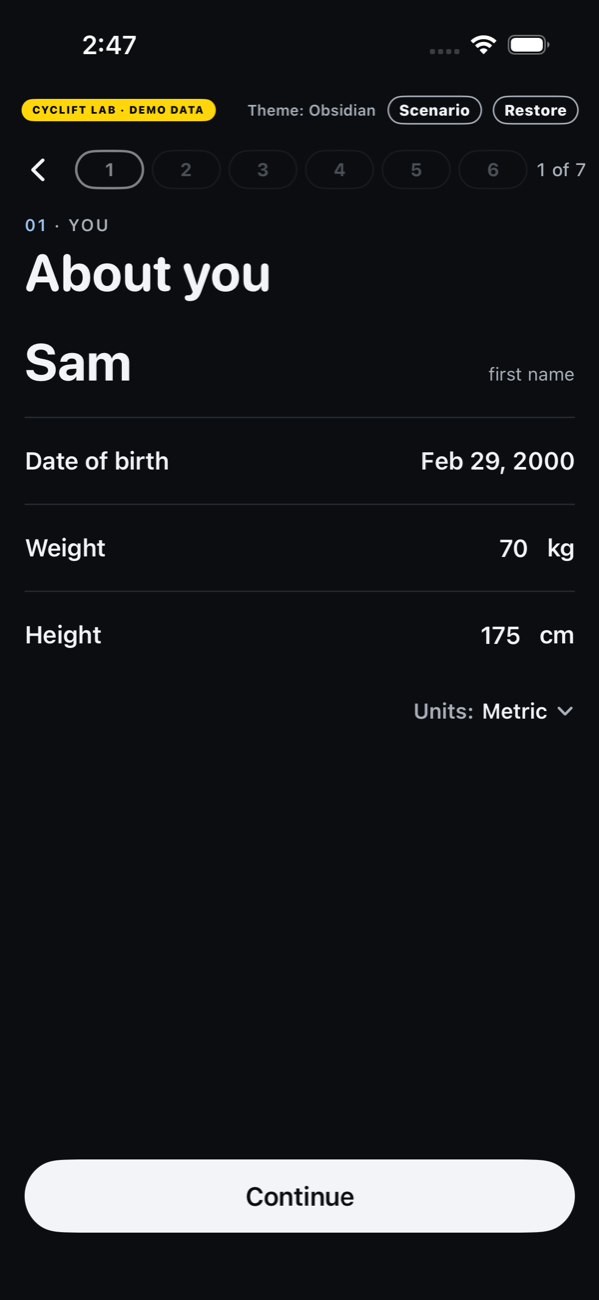 2:47
CYCLIFT LAB · DEMO DATA Theme: Obsidian Scenario Restore
1 2 3 4 5 6 1 of 7
01 · YOU
About you
Sam first name
Date of birth Feb 29, 2000
Weight 70 kg
Height 175 cm
Units: Metric
Continue